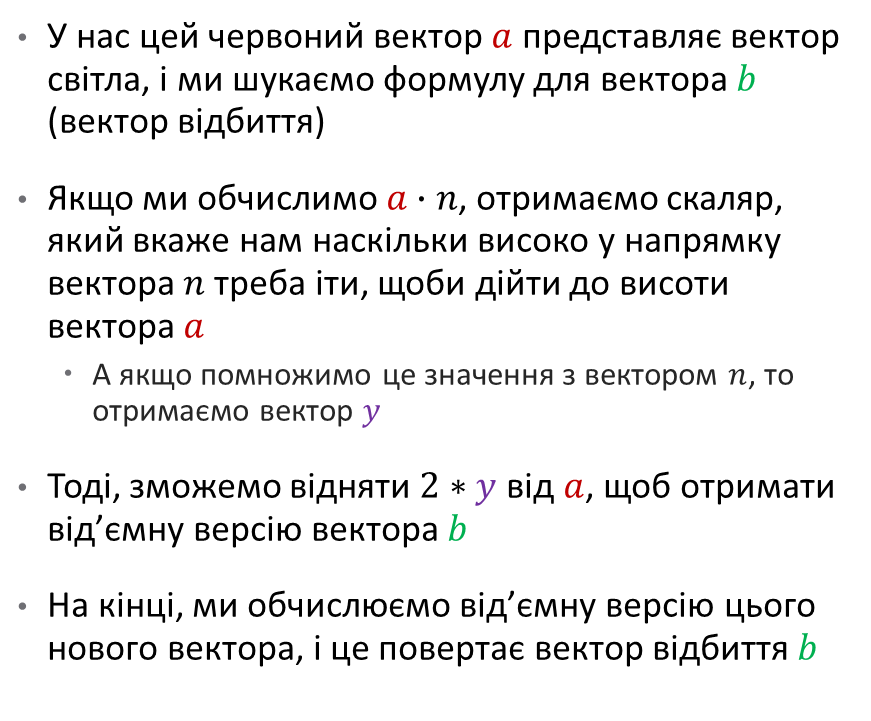 • У нас цей червоний вектор a представляє вектор
світла, і ми шукаємо формулу для вектора b
(вектор відбиття)
• Якщо ми обчислимо a · n, отримаємо скаляр,
який вкаже нам наскільки високо у напрямку
вектора n треба іти, щоби дійти до висоти
вектора a
• А якщо помножимо це значення з вектором n, то
отримаємо вектор y
• Тоді, зможемо відняти 2 ∗ y від a, щоб отримати
від’ємну версію вектора b
• На кінці, ми обчислюємо від’ємну версію цього
нового вектора, і це повертає вектор відбиття b